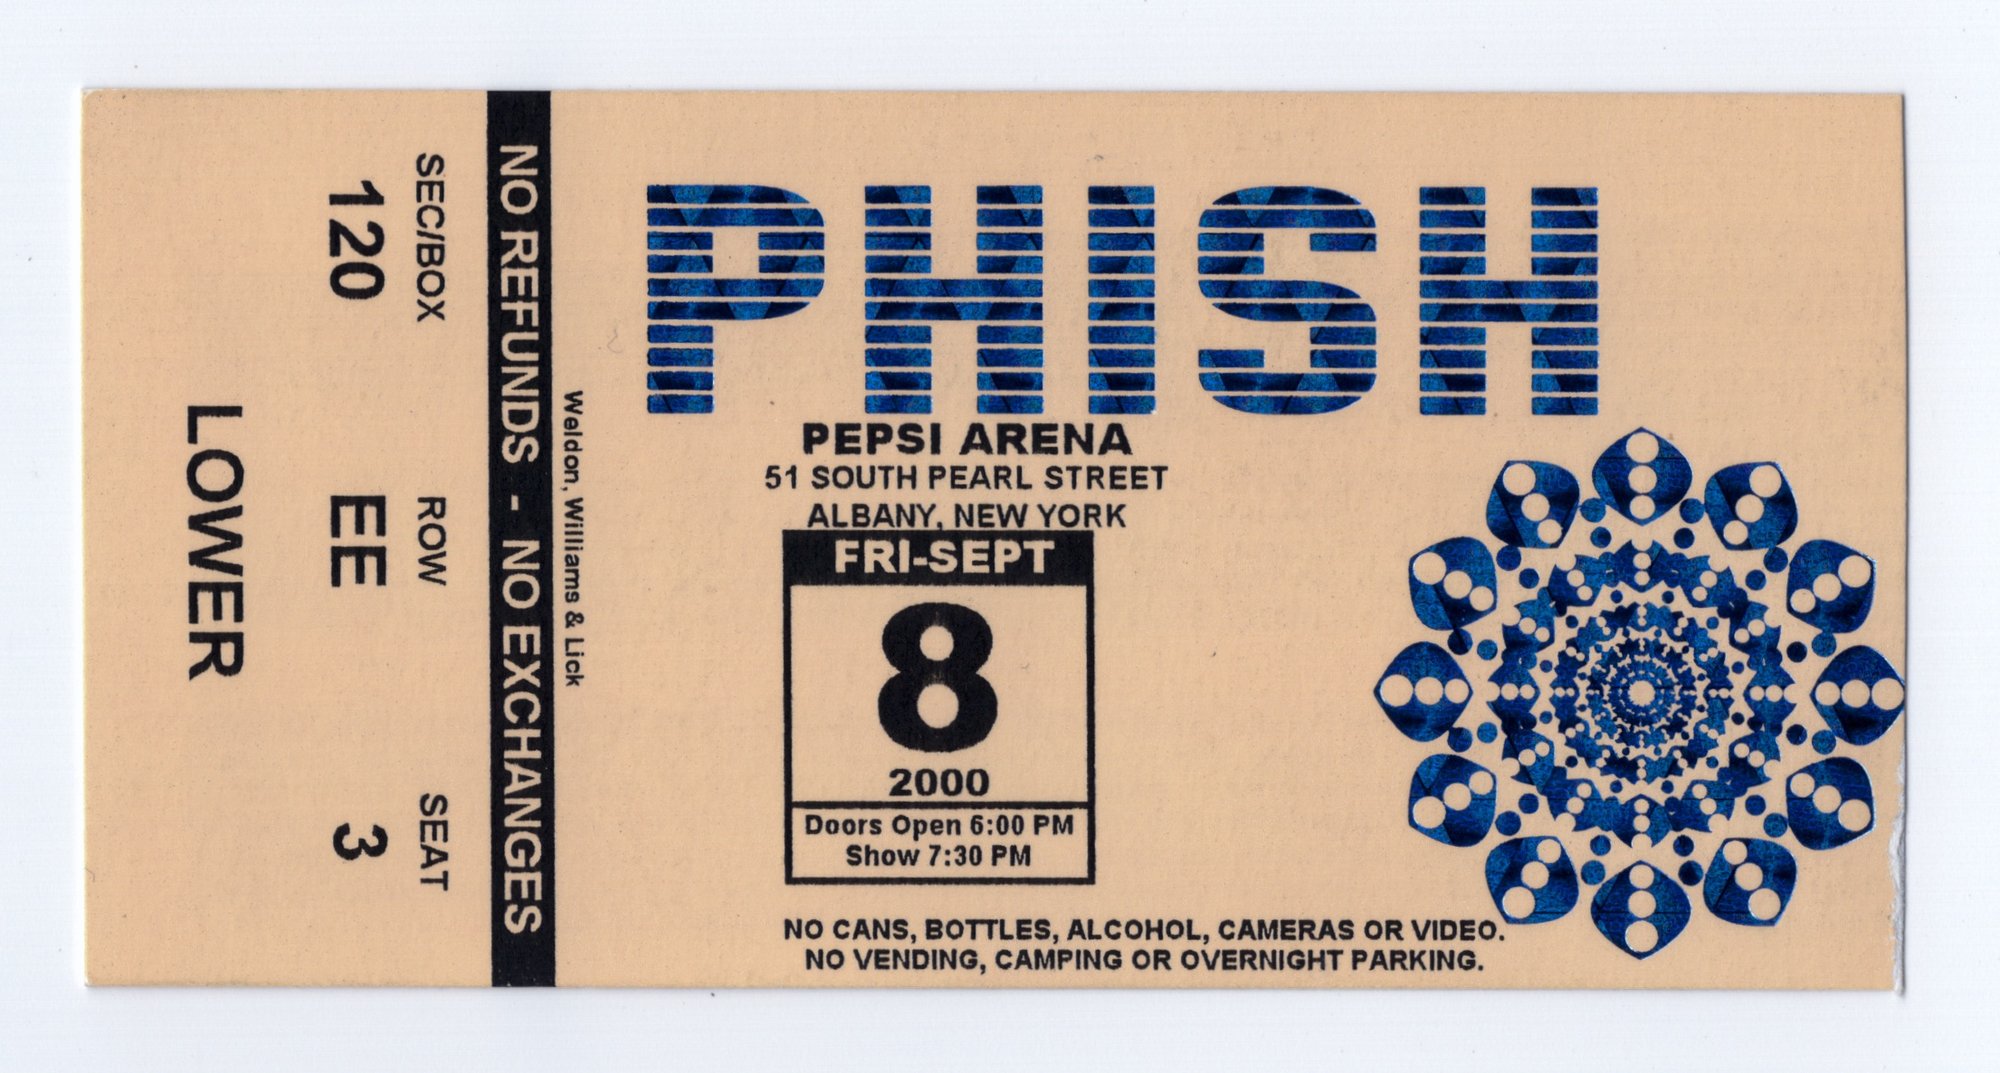 SEC/BOX
120
ROW
EE
SEAT
3
LOWER
NO REFUNDS - NO EXCHANGES
Weldon, Williams & Lick
PHISH
PEPSI ARENA
51 SOUTH PEARL STREET
ALBANY, NEW YORK
FRI-SEPT
8
2000
Doors Open 6:00 PM
Show 7:30 PM
NO CANS, BOTTLES, ALCOHOL, CAMERAS OR VIDEO.
NO VENDING, CAMPING OR OVERNIGHT PARKING.